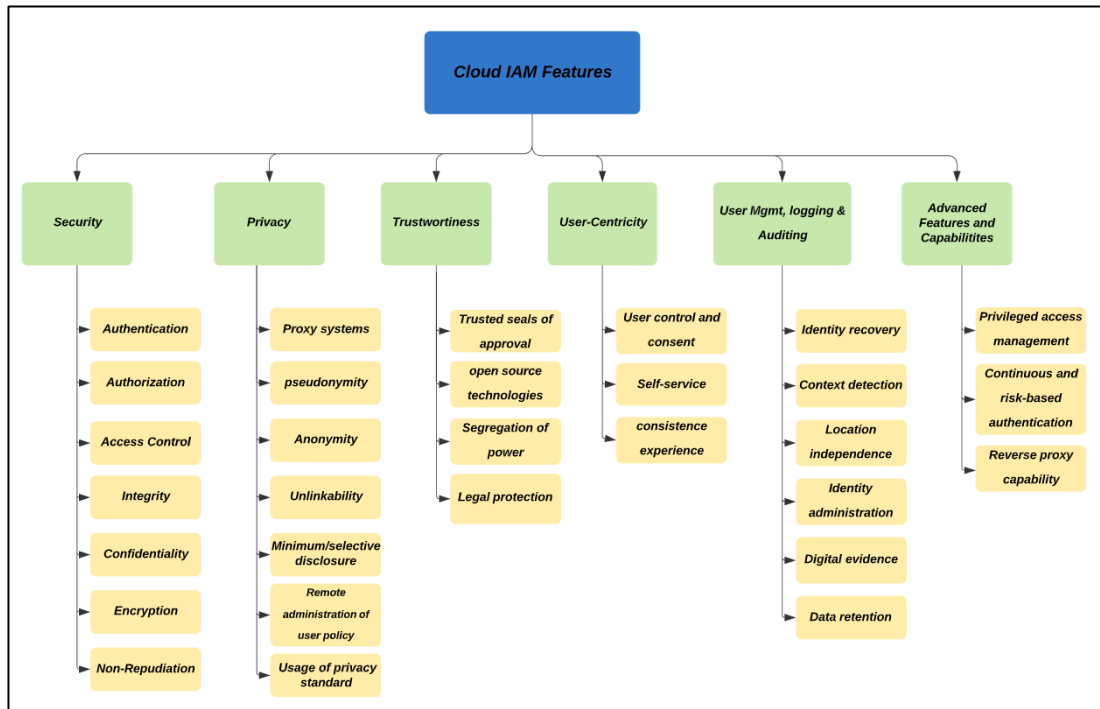 Cloud IAM Features
Security
Privacy
Trustwortiness
User-Centricity
User Mgmt, logging &
Auditing
Advanced
Features and
Capabilitites
Authentication
Authorization
Access Control
Integrity
Confidentiality
Encryption
Non-Repudiation
Proxy systems
pseudonymity
Anonymity
Unlinkability
Minimum/selective
disclosure
Remote
administration of
user policy
Usage of privacy
standard
Trusted seals of
approval
open source
technologies
Segregation of
power
Legal protection
User control and
consent
Self-service
consistence
experience
Identity recovery
Context detection
Location
independence
Identity
administration
Digital evidence
Data retention
Privileged access
management
Continuous and
risk-based
authentication
Reverse proxy
capability